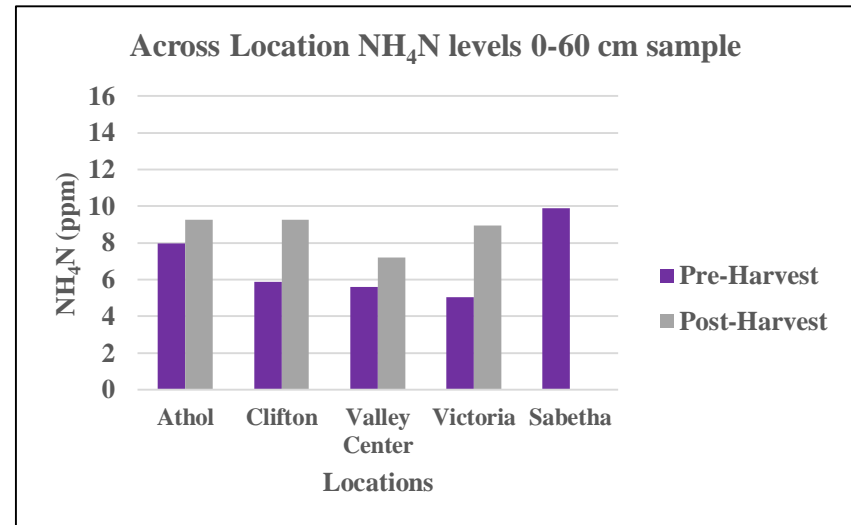 Across Location NH₄N levels 0-60 cm sample
16
14
12
10
8
6
4
2
0
NH₄N (ppm)
Athol
Clifton
Valley
Center
Victoria
Sabetha
Locations
Pre-Harvest
Post-Harvest